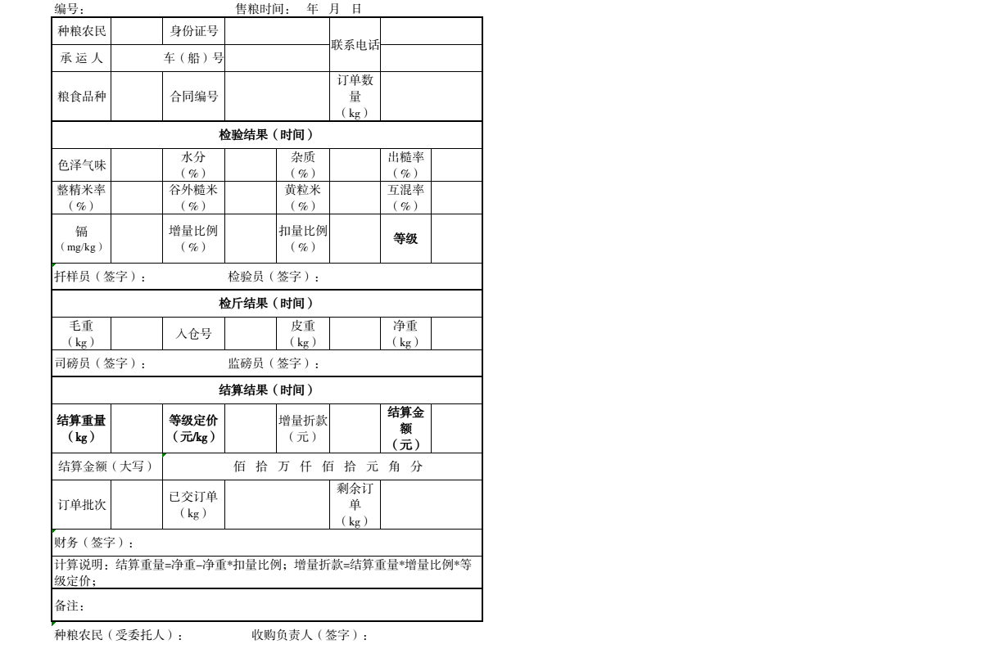 编号： 售粮时间： 年 月 日
种粮农民 身份证号 联系电话
承 运 人 车（船）号
粮食品种 合同编号 订单数量（kg）
检验结果（时间）
色泽气味 水分（%） 杂质（%） 出糙率（%）
整精米率（%） 谷外糙米（%） 黄粒米（%） 互混率（%）
镉（mg/kg） 增量比例（%） 扣量比例（%） 等级
扦样员（签字）： 检验员（签字）：
检斤结果（时间）
毛重（kg） 入仓号 皮重（kg） 净重（kg）
司磅员（签字）： 监磅员（签字）：
结算结果（时间）
结算重量（kg） 等级定价（元/kg） 增量折款（元） 结算金额（元）
结算金额（大写） 佰 拾 万 仟 佰 拾 元 角 分
订单批次 已交订单（kg） 剩余订单（kg）
财务（签字）：
计算说明：结算重量=净重-净重*扣量比例；增量折款=结算重量*增量比例*等
级定价；
备注：
种粮农民（受委托人）： 收购负责人（签字）：